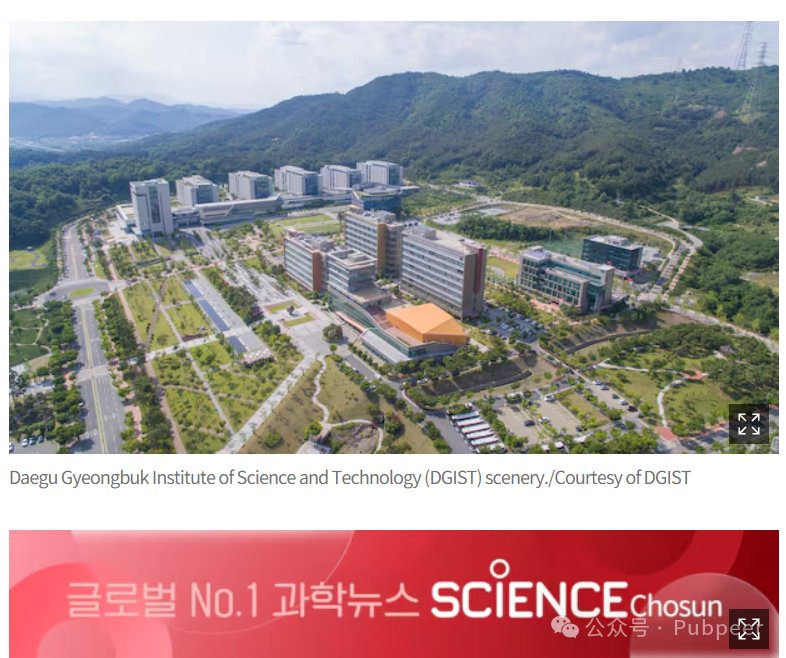 Daegu Gyeongbuk Institute of Science and Technology (DGIST) scenery./Courtesy of DGIST
글로벌 No.1 과학뉴스 SCIENCE Chosun
公众号 · Pubpeer